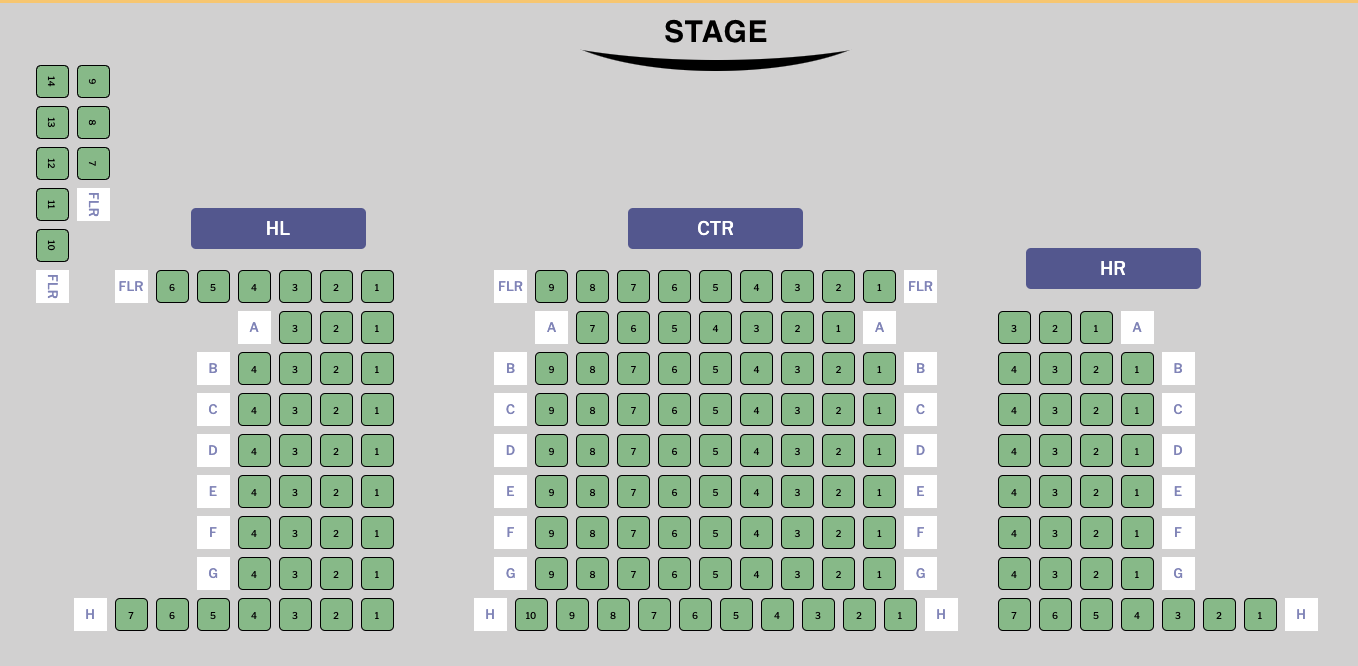 STAGE
14 9
13 8
12 7
11 FLR
10
FLR
HL
CTR
HR
FLR 6 5 4 3 2 1 FLR 9 8 7 6 5 4 3 2 1 FLR
A 3 2 1 A 7 6 5 4 3 2 1 A 3 2 1 A
B 4 3 2 1 B 9 8 7 6 5 4 3 2 1 B 4 3 2 1 B
C 4 3 2 1 C 9 8 7 6 5 4 3 2 1 C 4 3 2 1 C
D 4 3 2 1 D 9 8 7 6 5 4 3 2 1 D 4 3 2 1 D
E 4 3 2 1 E 9 8 7 6 5 4 3 2 1 E 4 3 2 1 E
F 4 3 2 1 F 9 8 7 6 5 4 3 2 1 F 4 3 2 1 F
G 4 3 2 1 G 9 8 7 6 5 4 3 2 1 G 4 3 2 1 G
H 7 6 5 4 3 2 1 H 10 9 8 7 6 5 4 3 2 1 H 7 6 5 4 3 2 1 H